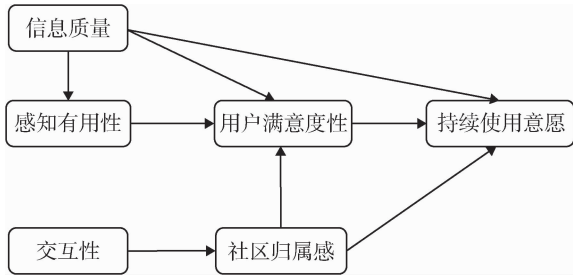 信息质量
感知有用性
用户满意度性
持续使用意愿
交互性
社区归属感